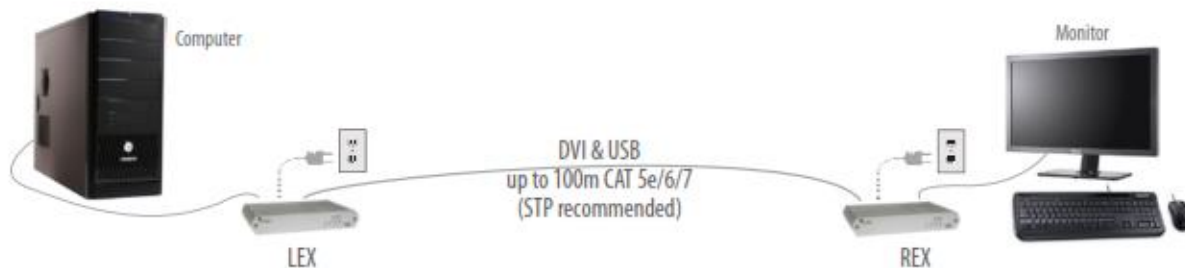 Computer
Monitor
DVI & USB
up to 100m CAT 5e/6/7
(STP recommended)
LEX
REX